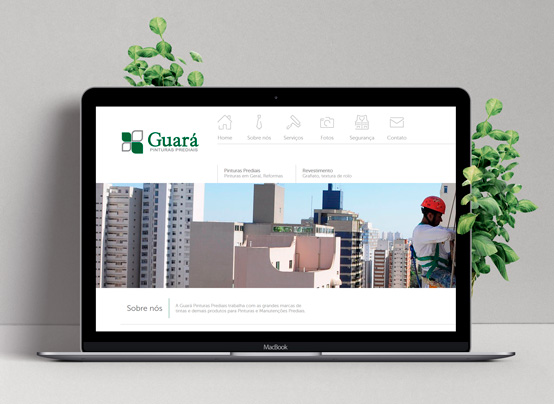 Guará
PINTURAS PREDIAIS
Home
Sobre nós
Serviços
Fotos
Segurança
Contato
Pinturas Prediais
Pinturas em Geral, Reformas
Revestimento
Grafiato, textura de rolo
Sobre nós
A Guará Pinturas Prediais trabalha com as grandes marcas de
tintas e demais produtos para Pinturas e Manutenções Prediais.
MacBook